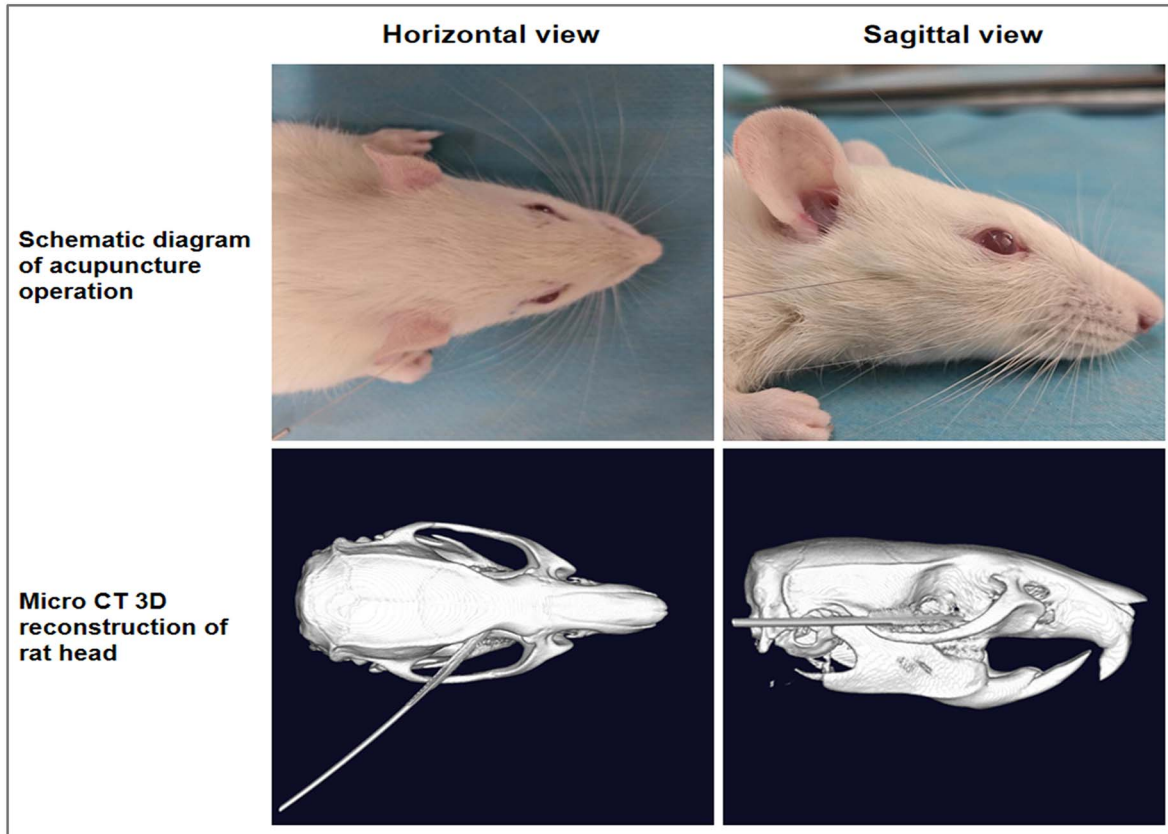 Horizontal view
Sagittal view
Schematic diagram
of acupuncture
operation
Micro CT 3D
reconstruction of
rat head